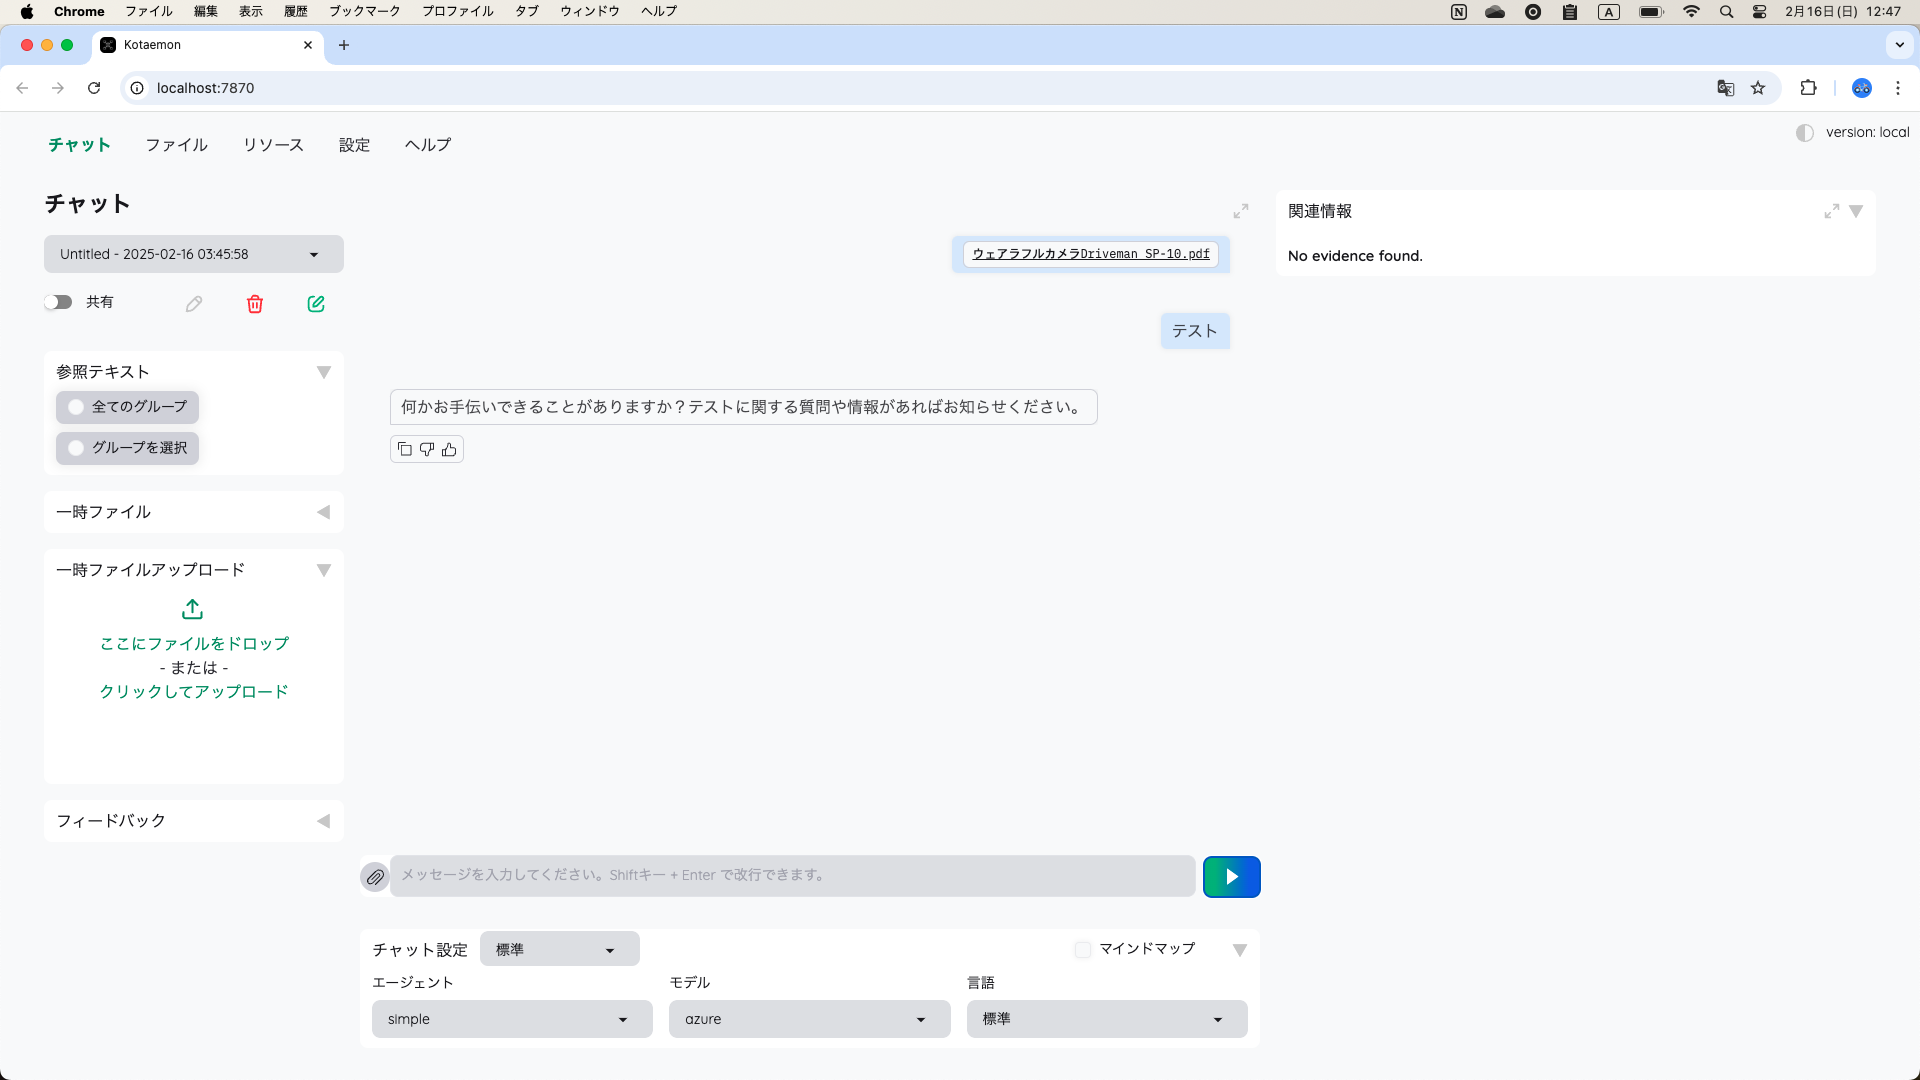 Chrome ファイル 編集 表示 履歴 ブックマーク プロファイル タブ ウィンドウ ヘルプ A 2月16日(日) 12:47
Kotaemon
localhost:7870
チャット ファイル リソース 設定 ヘルプ
version: local
チャット
Untitled - 2025-02-16 03:45:58
共有
参照テキスト
全てのグループ
グループを選択
一時ファイル
一時ファイルアップロード
ここにファイルをドロップ
- または -
クリックしてアップロード
フィードバック
ウェアラフルカメラDriveman SP-10.pdf
テスト
何かお手伝いできることがありますか？テストに関する質問や情報があればお知らせください。
メッセージを入力してください。Shiftキー + Enter で改行できます。
チャット設定 標準 マインドマップ
エージェント モデル 言語
simple azure 標準
関連情報
No evidence found.